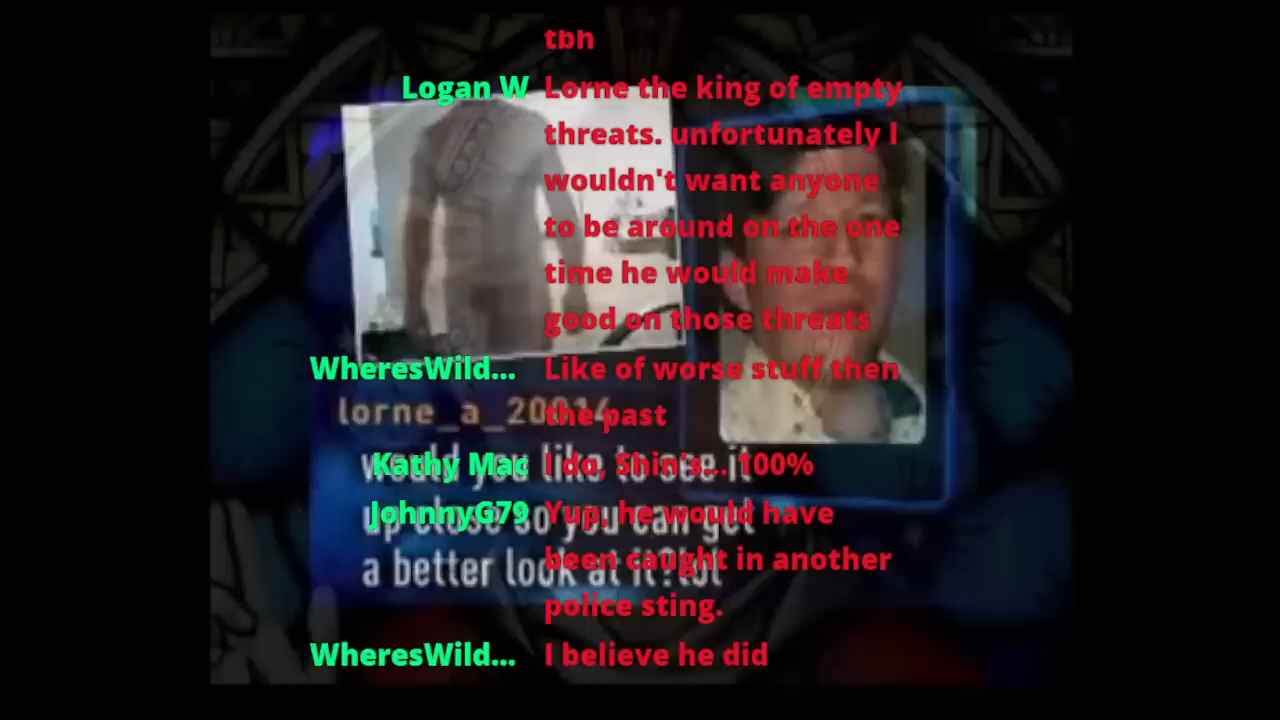 tbh
Logan W Lorne the king of empty
threats. unfortunately I
wouldn't want anyone
to be around on the one
time he would make
good on those threats
WheresWild... Like of worse stuff then
the past
lorne_a_20014
Kathy Mac I do, Shin's... 100%
would you like to see it
JohnnyG79 Yup, he would have
up close so you can get
been caught in another
a better look at it?lol
police sting.
WheresWild... I believe he did